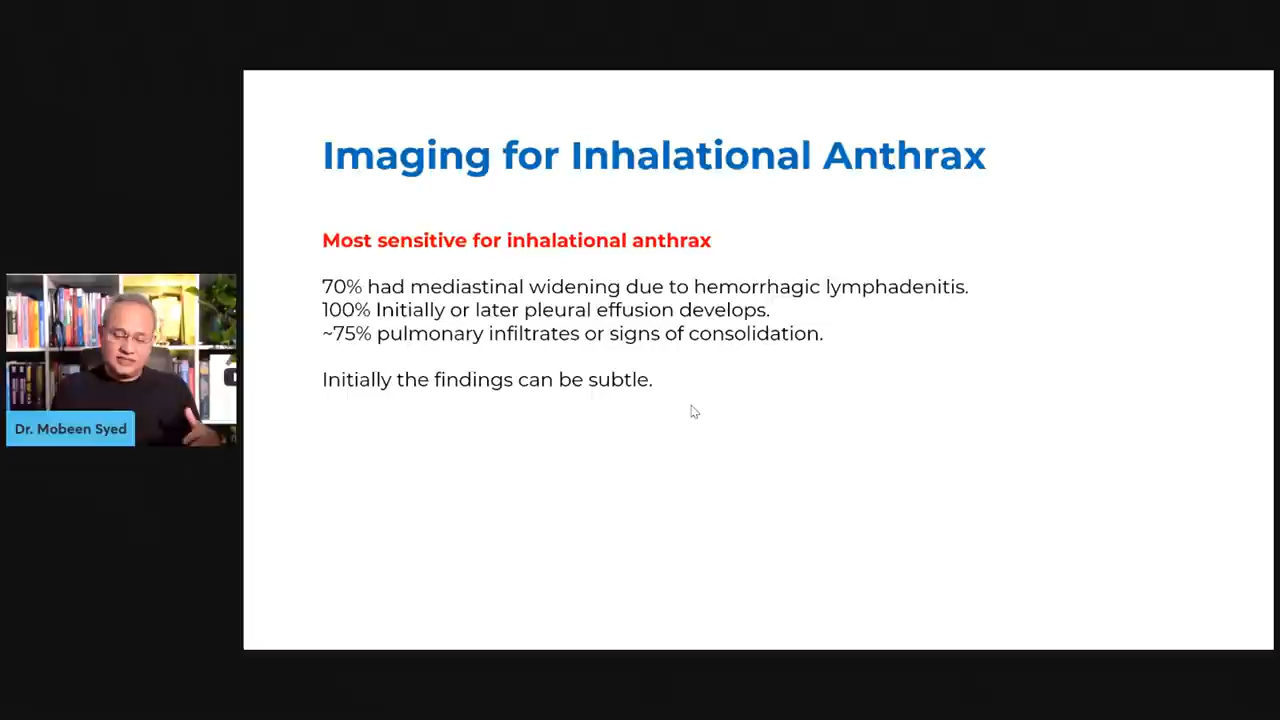 Imaging for Inhalational Anthrax
Most sensitive for inhalational anthrax
70% had mediastinal widening due to hemorrhagic lymphadenitis.
100% Initially or later pleural effusion develops.
~75% pulmonary infiltrates or signs of consolidation.
Initially the findings can be subtle.
Dr. Mobeen Syed